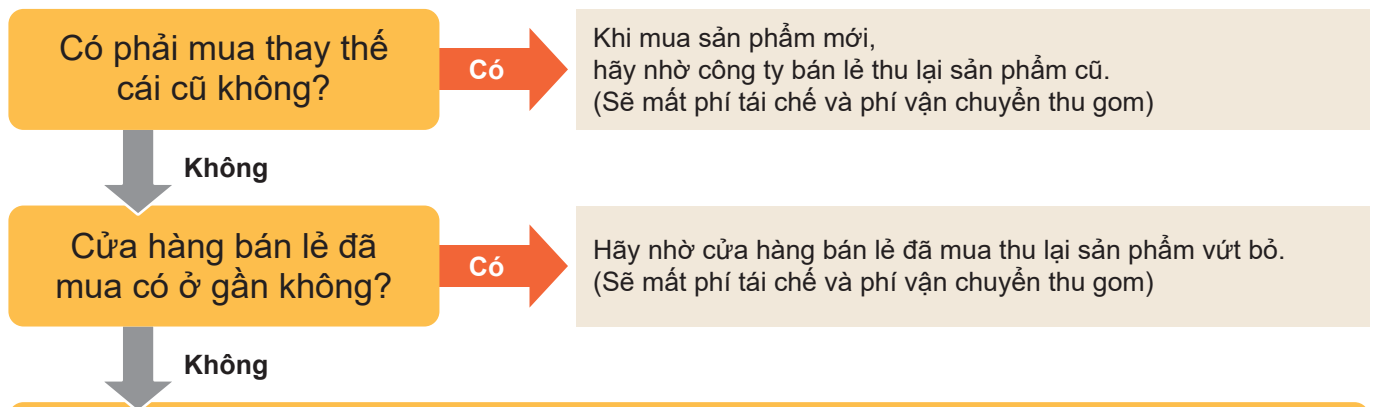 Có phải mua thay thế
cái cũ không?
Có
Khi mua sản phẩm mới,
hãy nhờ công ty bán lẻ thu lại sản phẩm cũ.
(Sẽ mất phí tái chế và phí vận chuyển thu gom)
Không
Cửa hàng bán lẻ đã
mua có ở gần không?
Có
Hãy nhờ cửa hàng bán lẻ đã mua thu lại sản phẩm vứt bỏ.
(Sẽ mất phí tái chế và phí vận chuyển thu gom)
Không